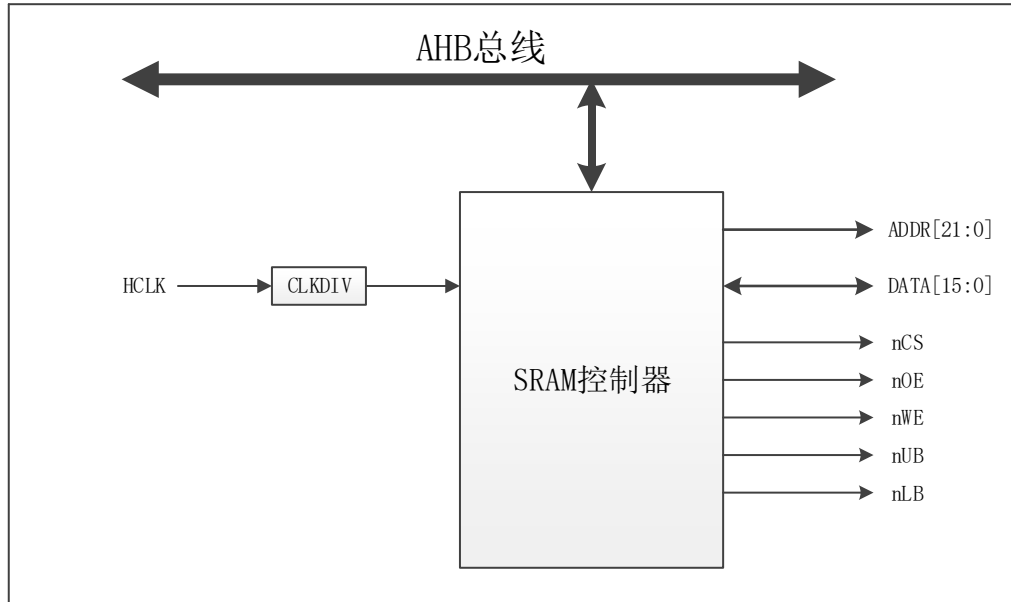 AHB总线
ADDR[21:0]
HCLK
CLKDIV
DATA[15:0]
nCS
SRAM控制器
nOE
nWE
nUB
nLB